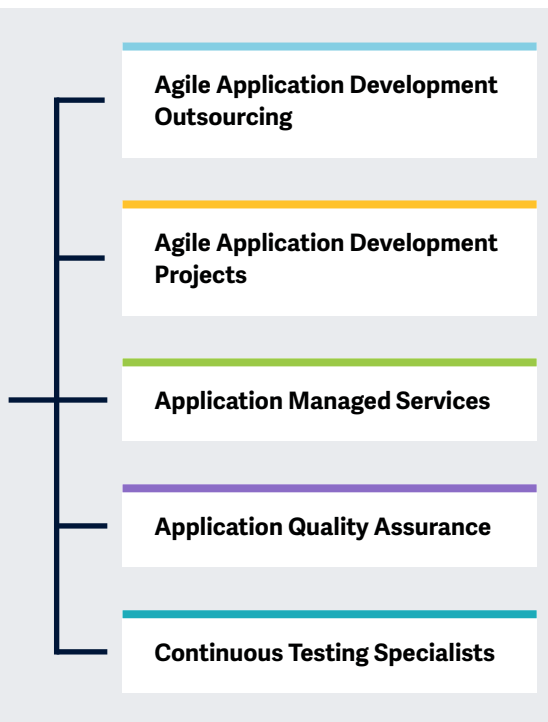 Agile Application Development
Outsourcing
Agile Application Development
Projects
Application Managed Services
Application Quality Assurance
Continuous Testing Specialists